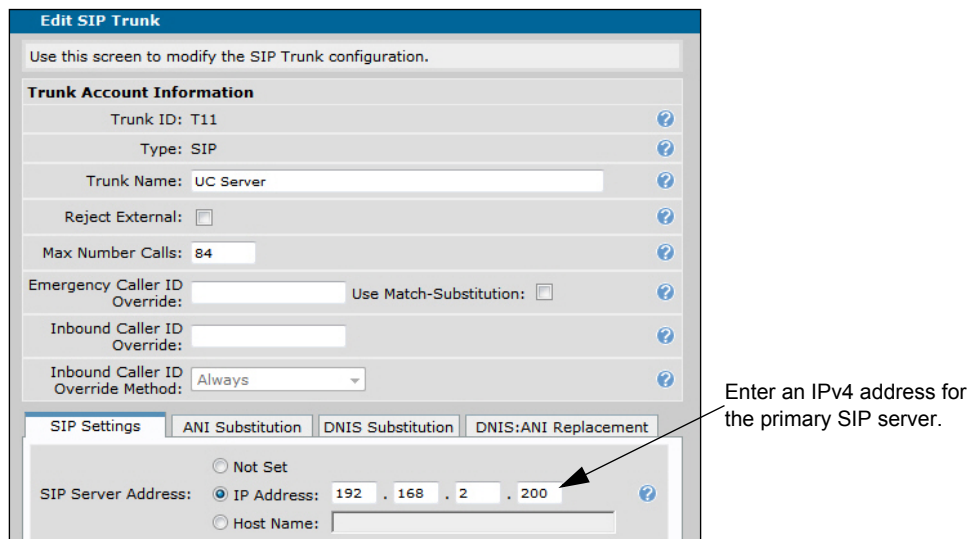 Edit SIP Trunk
Use this screen to modify the SIP Trunk configuration.
Trunk Account Information
Trunk ID: T11
Type: SIP
Trunk Name: UC Server
Reject External:
Max Number Calls: 84
Emergency Caller ID
Override:
Use Match-Substitution:
Inbound Caller ID
Override:
Inbound Caller ID
Override Method:
Always
SIP Settings ANI Substitution DNIS Substitution DNIS:ANI Replacement
Not Set
SIP Server Address: IP Address: 192 . 168 . 2 . 200
Host Name:
Enter an IPv4 address for
the primary SIP server.